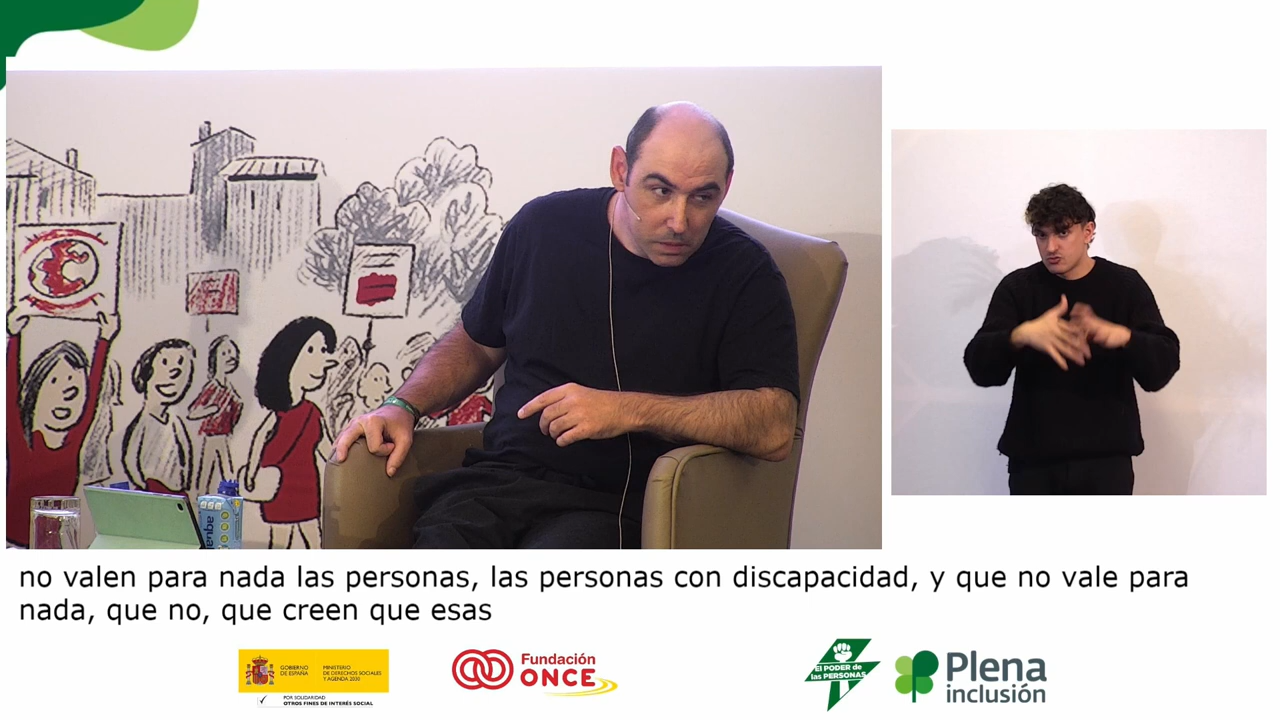 aqua
no valen para nada las personas, las personas con discapacidad, y que no vale para
nada, que no, que creen que esas
GOBIERNO
DE ESPAÑA
MINISTERIO
DE DERECHOS SOCIALES
Y AGENDA 2030
POR SOLIDARIDAD
OTROS FINES DE INTERÉS SOCIAL
Fundación
ONCE
EL PODER DE
las PERSONAS
Plena
inclusión